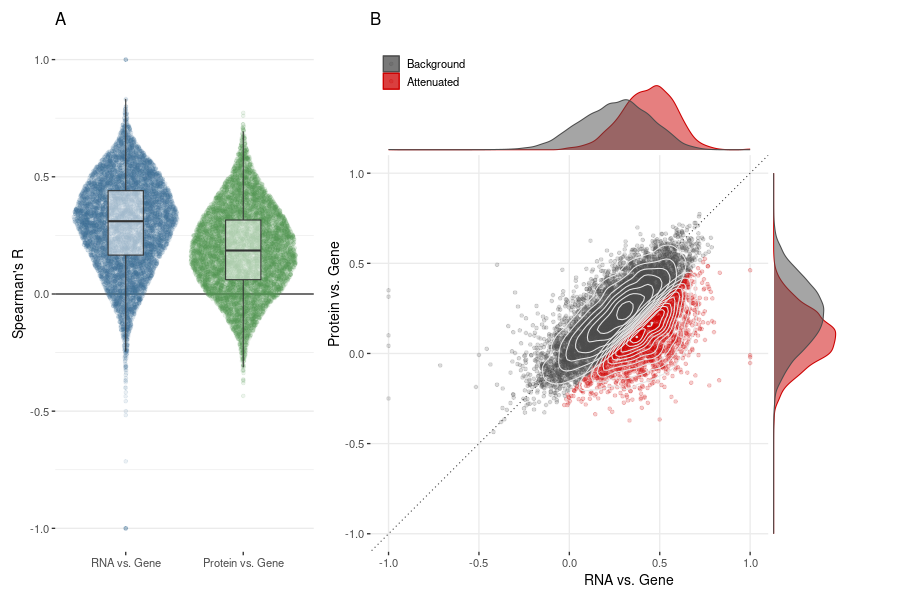 A
Spearman's R
1.0
0.5
0.0
-0.5
-1.0
RNA vs. Gene
Protein vs. Gene
B
Background
Attenuated
Protein vs. Gene
1.0
0.5
0.0
-0.5
-1.0
-1.0
-0.5
0.0
0.5
1.0
RNA vs. Gene